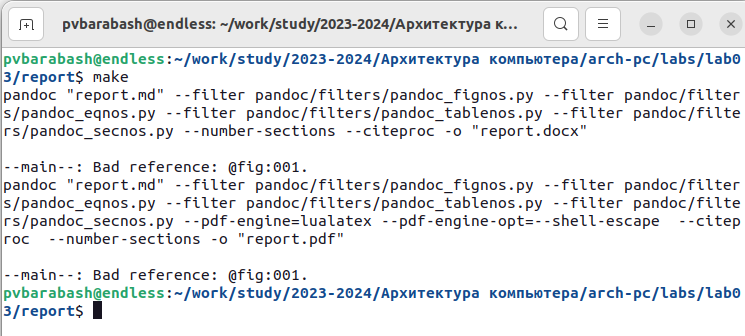 pvbarabash@endless: ~/work/study/2023-2024/Архитектура к...
pvbarabash@endless:~/work/study/2023-2024/Архитектура компьютера/arch-pc/labs/lab0
3/report$ make
pandoc "report.md" --filter pandoc/filters/pandoc_fignos.py --filter pandoc/filter
s/pandoc_eqnos.py --filter pandoc/filters/pandoc_tablenos.py --filter pandoc/filte
rs/pandoc_secnos.py --number-sections --citeproc -o "report.docx"
--main--: Bad reference: @fig:001.
pandoc "report.md" --filter pandoc/filters/pandoc_fignos.py --filter pandoc/filter
s/pandoc_eqnos.py --filter pandoc/filters/pandoc_tablenos.py --filter pandoc/filte
rs/pandoc_secnos.py --pdf-engine=lualatex --pdf-engine-opt=--shell-escape  --citep
roc  --number-sections -o "report.pdf"
--main--: Bad reference: @fig:001.
pvbarabash@endless:~/work/study/2023-2024/Архитектура компьютера/arch-pc/labs/lab0
3/report$